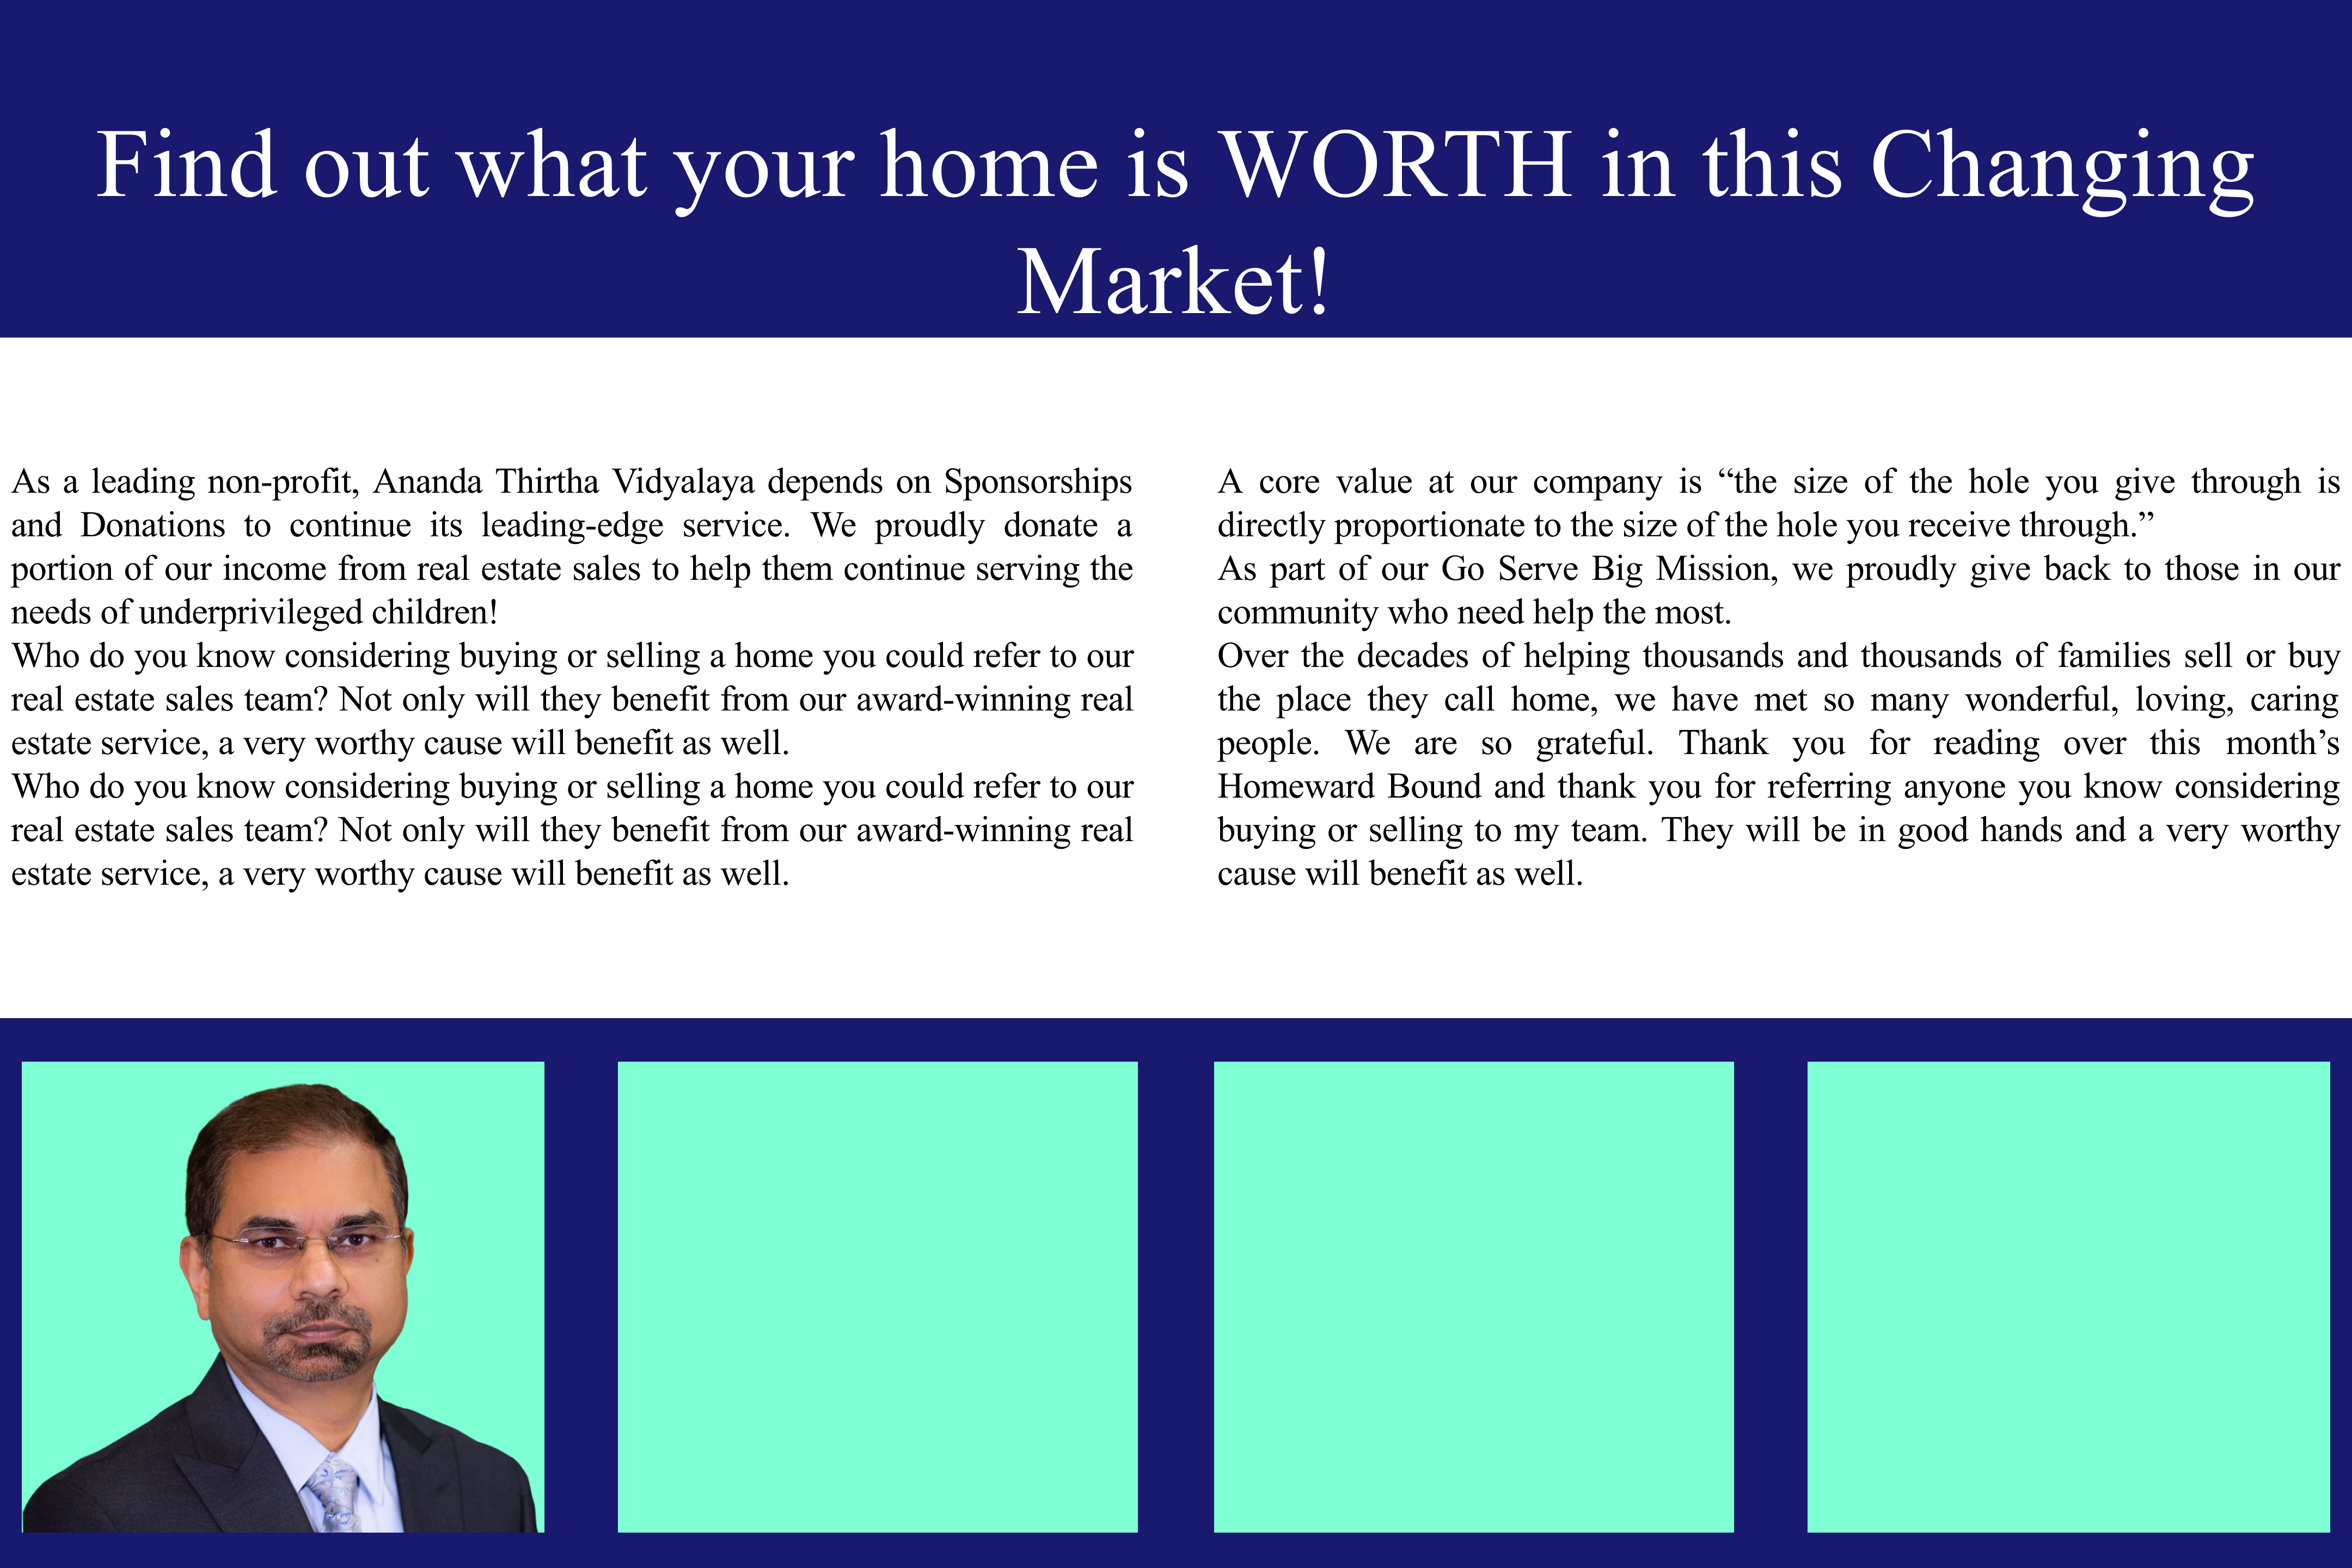 Find out what your home is WORTH in this Changing
Market!
As a leading non-profit, Ananda Thirtha Vidyalaya depends on Sponsorships
and Donations to continue its leading-edge service. We proudly donate a
portion of our income from real estate sales to help them continue serving the
needs of underprivileged children!
Who do you know considering buying or selling a home you could refer to our
real estate sales team? Not only will they benefit from our award-winning real
estate service, a very worthy cause will benefit as well.
Who do you know considering buying or selling a home you could refer to our
real estate sales team? Not only will they benefit from our award-winning real
estate service, a very worthy cause will benefit as well.
A core value at our company is “the size of the hole you give through is
directly proportionate to the size of the hole you receive through.”
As part of our Go Serve Big Mission, we proudly give back to those in our
community who need help the most.
Over the decades of helping thousands and thousands of families sell or buy
the place they call home, we have met so many wonderful, loving, caring
people. We are so grateful. Thank you for reading over this month’s
Homeward Bound and thank you for referring anyone you know considering
buying or selling to my team. They will be in good hands and a very worthy
cause will benefit as well.